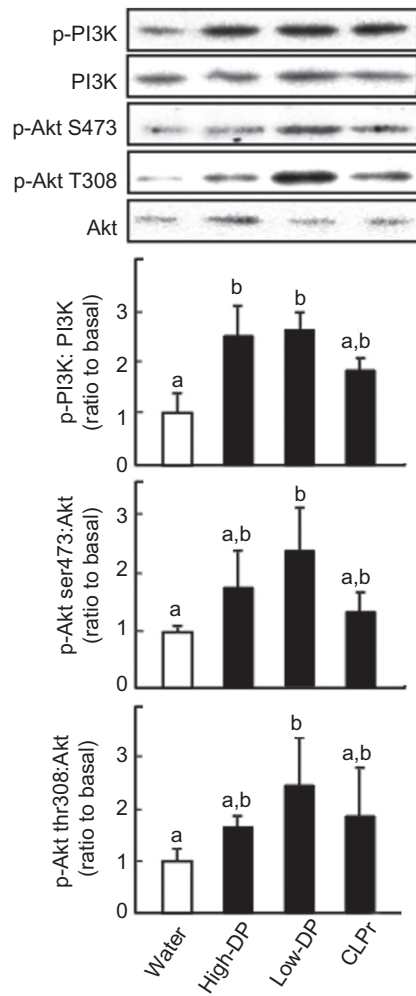 p-PI3K
PI3K
p-Akt S473
p-Akt T308
Akt
p-PI3K: PI3K
(ratio to basal)
3
2
1
0
a
b
b
a,b
p-Akt ser473:Akt
(ratio to basal)
3
2
1
0
a
a,b
b
a,b
p-Akt thr308:Akt
(ratio to basal)
3
2
1
0
a
a,b
b
a,b
Water
High-DP
Low-DP
CLPr